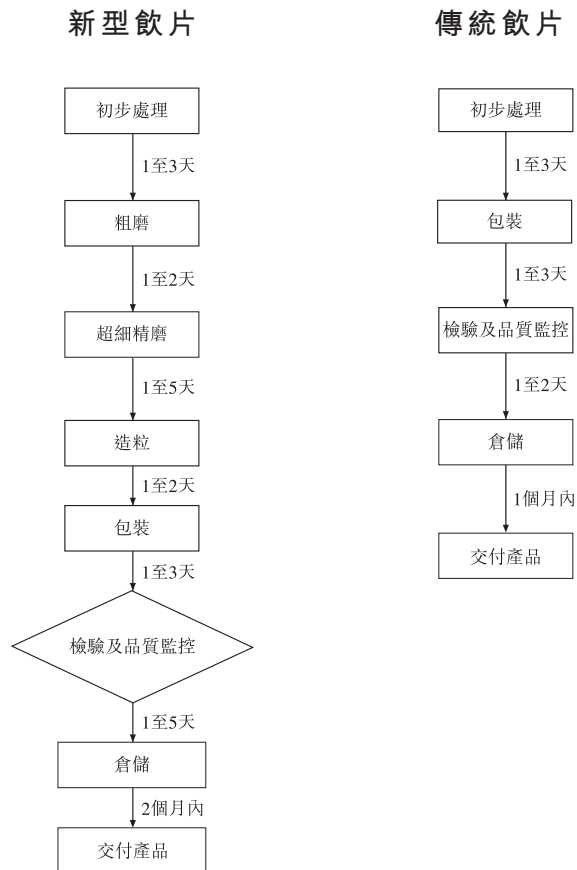 新型飲片
初步處理
1至3天
粗磨
1至2天
超細精磨
1至5天
造粒
1至2天
包裝
1至3天
檢驗及品質監控
1至5天
倉儲
2個月內
交付產品
傳統飲片
初步處理
1至3天
包裝
1至3天
檢驗及品質監控
1至2天
倉儲
1個月內
交付產品